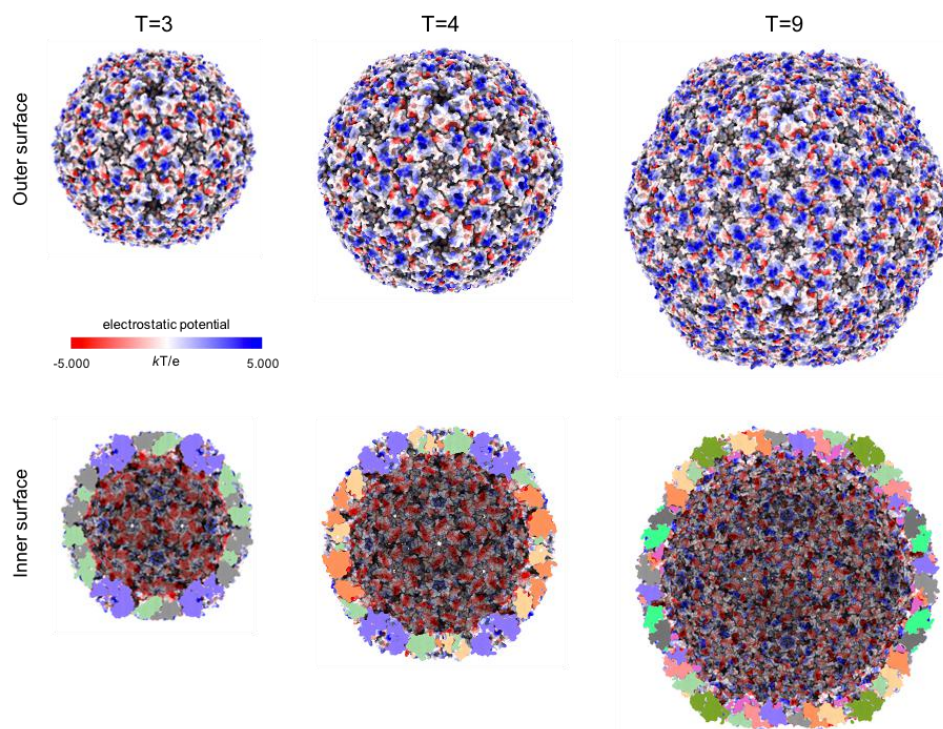 T=3 T=4 T=9
Outer surface
electrostatic potential
-5.000 kT/e 5.000
Inner surface